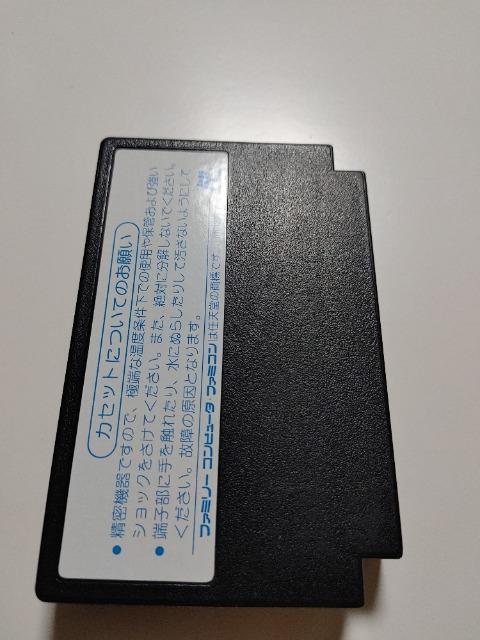 カセットについてのお願い
● 精密機器ですので、極端な温度条件下での使用や保管および強い
ショックをさけてください。また、絶対に分解しないでください。
● 端子部に手を触れたり、水にぬらしたりして汚さないようにして
ください。故障の原因となります。
ファミリー コンピュータ・ファミコンは任天堂の商標です。